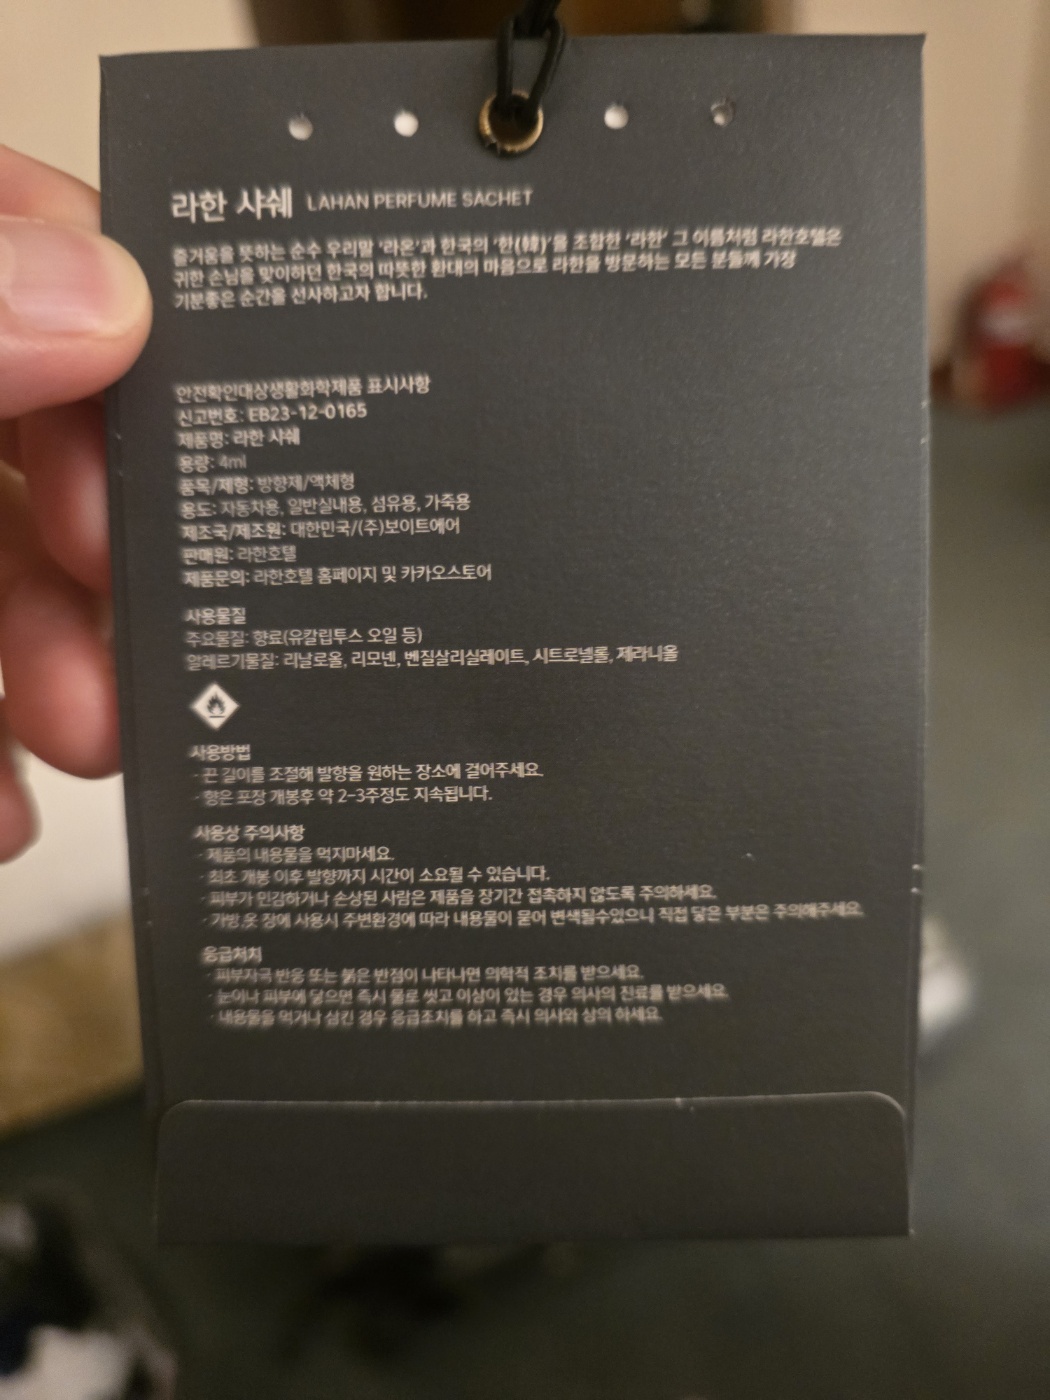 라한 샤쉐 LAHAN PERFUME SACHET
즐거움을 뜻하는 순수 우리말 '라온'과 한국의 '한(韓)'을 조합한 '라한' 그 이름처럼 라한호텔은
귀한 손님을 맞이하던 한국의 따뜻한 환대의 마음으로 라한을 방문하는 모든 분들께 가장
기분좋은 순간을 선사하고자 합니다.
안전확인대상생활화학제품 표시사항
신고번호: EB23-12-0165
제품명: 라한 샤쉐
용량: 4ml
품목/제형: 방향제/액체형
용도: 자동차용, 일반실내용, 섬유용, 가죽용
제조국/제조원: 대한민국/(주)보이트에어
판매원: 라한호텔
제품문의: 라한호텔 홈페이지 및 카카오스토어
사용물질
주요물질: 향료(유칼립투스 오일 등)
알레르기물질: 리날로올, 리모넨, 벤질살리실레이트, 시트로넬롤, 제라니올
사용방법
· 끈 길이를 조절해 발향을 원하는 장소에 걸어주세요.
· 향은 포장 개봉후 약 2-3주정도 지속됩니다.
사용상 주의사항
· 제품의 내용물을 먹지마세요.
· 최초 개봉 이후 발향까지 시간이 소요될 수 있습니다.
· 피부가 민감하거나 손상된 사람은 제품을 장기간 접촉하지 않도록 주의하세요.
· 가방,옷 장에 사용시 주변환경에 따라 내용물이 묻어 변색될수있으니 직접 닿은 부분은 주의해주세요.
응급처치
· 피부자극 반응 또는 붉은 반점이 나타나면 의학적 조치를 받으세요.
· 눈이나 피부에 닿으면 즉시 물로 씻고 이상이 있는 경우 의사의 진료를 받으세요.
· 내용물을 먹거나 삼킨 경우 응급조치를 하고 즉시 의사와 상의 하세요.